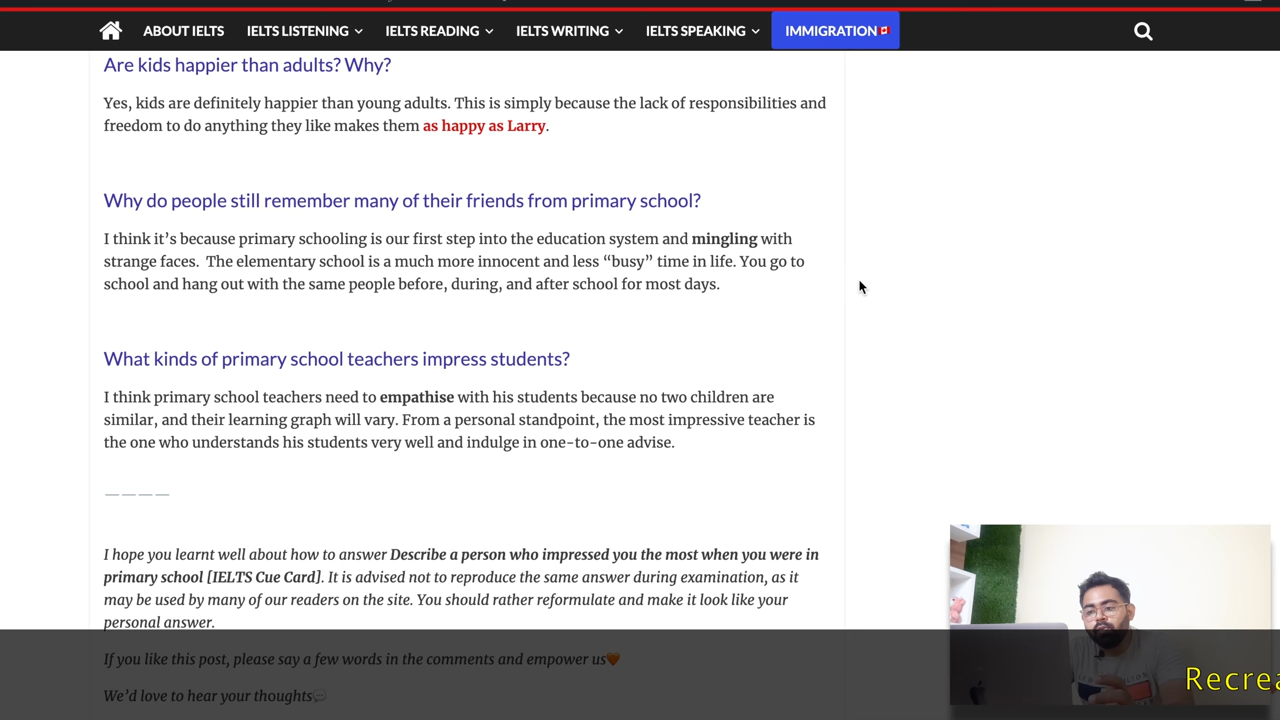 ABOUT IELTS IELTS LISTENING IELTS READING IELTS WRITING IELTS SPEAKING IMMIGRATION🇨🇦
Are kids happier than adults? Why?
Yes, kids are definitely happier than young adults. This is simply because the lack of responsibilities and
freedom to do anything they like makes them as happy as Larry.
Why do people still remember many of their friends from primary school?
I think it’s because primary schooling is our first step into the education system and mingling with
strange faces.  The elementary school is a much more innocent and less “busy” time in life. You go to
school and hang out with the same people before, during, and after school for most days.
What kinds of primary school teachers impress students?
I think primary school teachers need to empathise with his students because no two children are
similar, and their learning graph will vary. From a personal standpoint, the most impressive teacher is
the one who understands his students very well and indulge in one-to-one advise.
————
I hope you learnt well about how to answer Describe a person who impressed you the most when you were in
primary school [IELTS Cue Card]. It is advised not to reproduce the same answer during examination, as it
may be used by many of our readers on the site. You should rather reformulate and make it look like your
personal answer.
If you like this post, please say a few words in the comments and empower us🧡
We’d love to hear your thoughts💬
Recrea